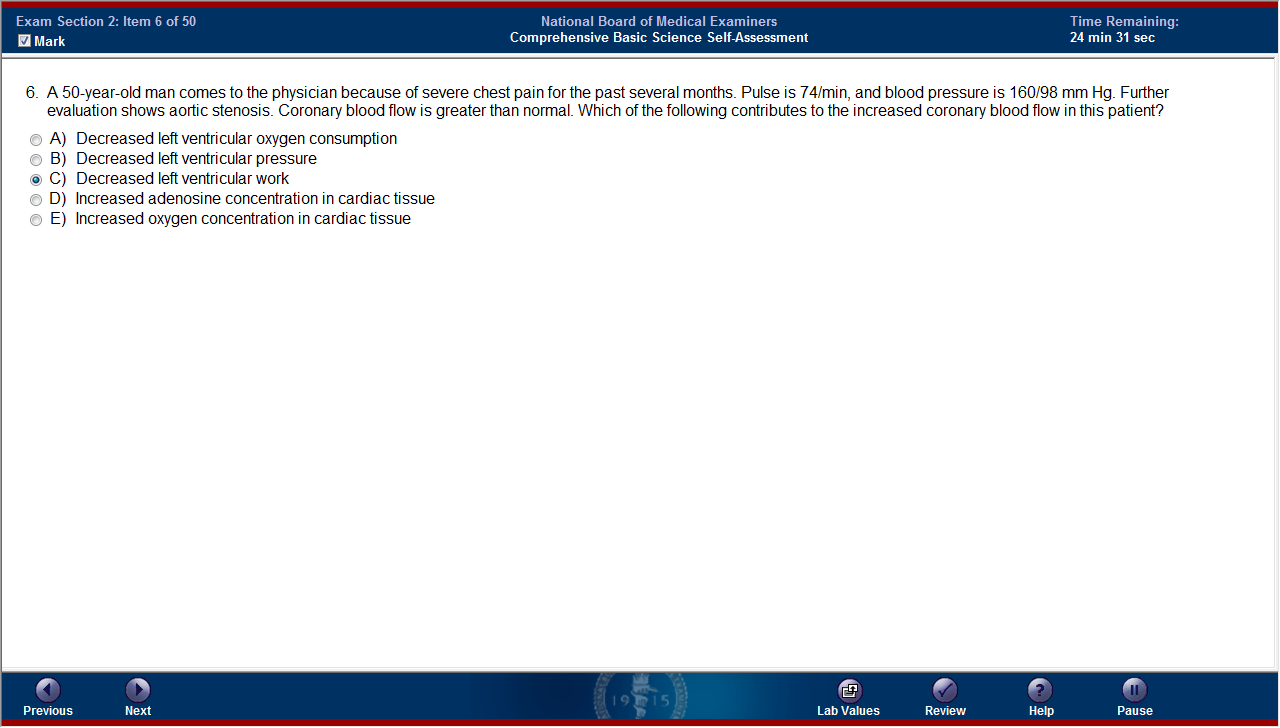 Exam Section 2: Item 6 of 50
National Board of Medical Examiners
Time Remaining:
Mark
Comprehensive Basic Science Self-Assessment
24 min 31 sec
6. A 50-year-old man comes to the physician because of severe chest pain for the past several months. Pulse is 74/min, and blood pressure is 160/98 mm Hg. Further
evaluation shows aortic stenosis. Coronary blood flow is greater than normal. Which of the following contributes to the increased coronary blood flow in this patient?
A) Decreased left ventricular oxygen consumption
B) Decreased left ventricular pressure
C) Decreased left ventricular work
D) Increased adenosine concentration in cardiac tissue
E) Increased oxygen concentration in cardiac tissue
1915
Previous Next Lab Values Review Help Pause